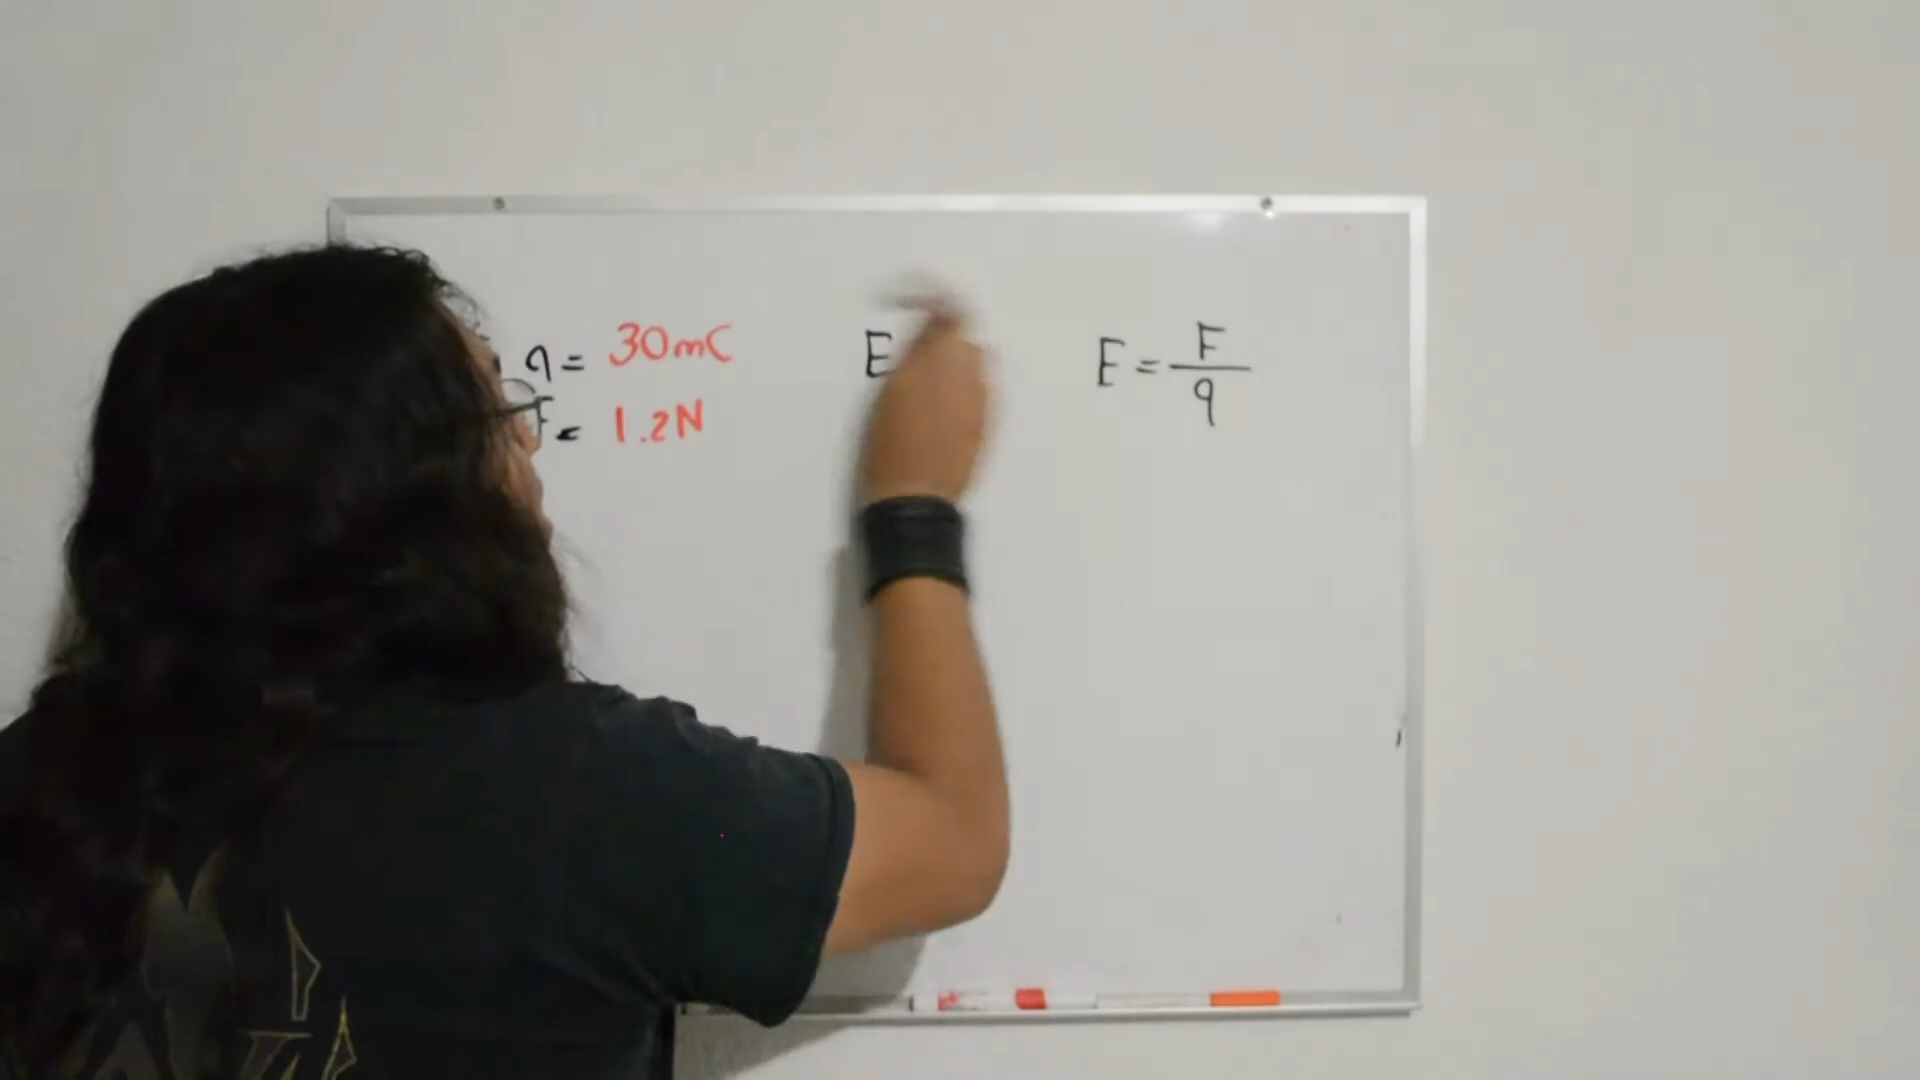 q = 30mC
F = 1.2N
E
E = F
q